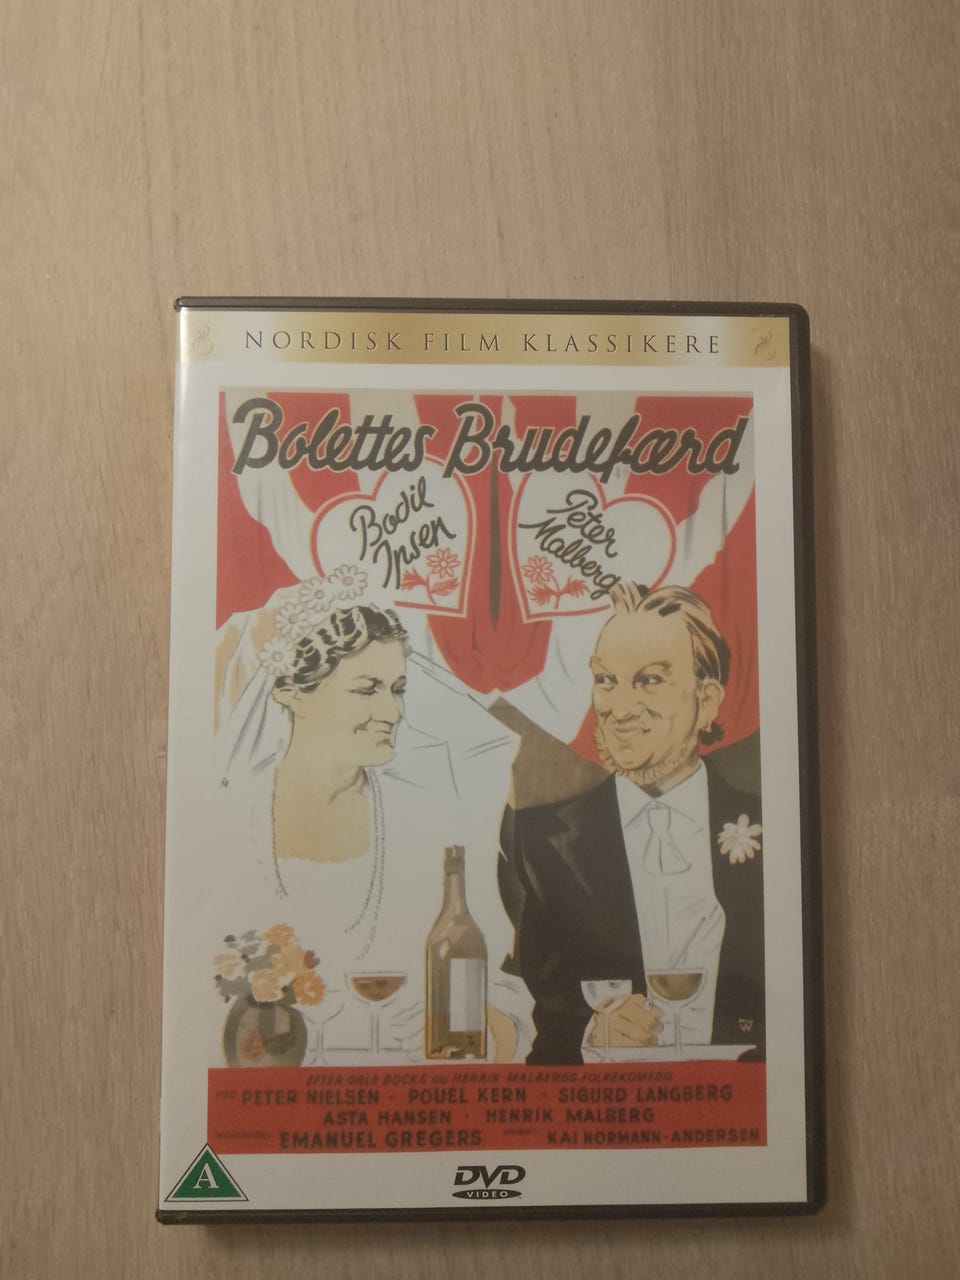 NORDISK FILM KLASSIKERE
Bolettes Brudefærd
Bodil
Ipsen
Peter
Malberg
W
EFTER ORLA BOCKS OG HENRIK MALBERGS FOLKEKOMEDIE
MED PETER NIELSEN · POUEL KERN · SIGURD LANGBERG
ASTA HANSEN · HENRIK MALBERG
EMANUEL GREGERS MUSIK: KAI NORMANN-ANDERSEN
A
DVD
VIDEO